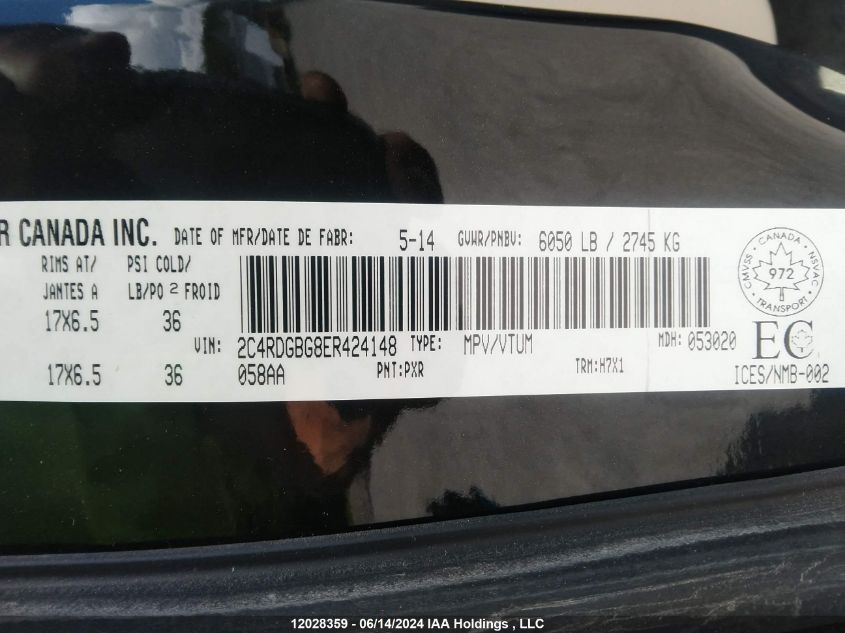 R CANADA INC. DATE OF MFR/DATE DE FABR: 5-14 GVWR/PNBV: 6050 LB / 2745 KG
RIMS AT/ PSI COLD/
JANTES A LB/PO 2 FROID
17X6.5 36
VIN: 2C4RDGBG8ER424148 TYPE: MPV/VTUM MDH: 053020
17X6.5 36 058AA PNT:PXR TRM:H7X1
CANADA
CMVSS NSVAC
972
TRANSPORT
EC
ICES/NMB-002
12028359 - 06/14/2024 IAA Holdings , LLC